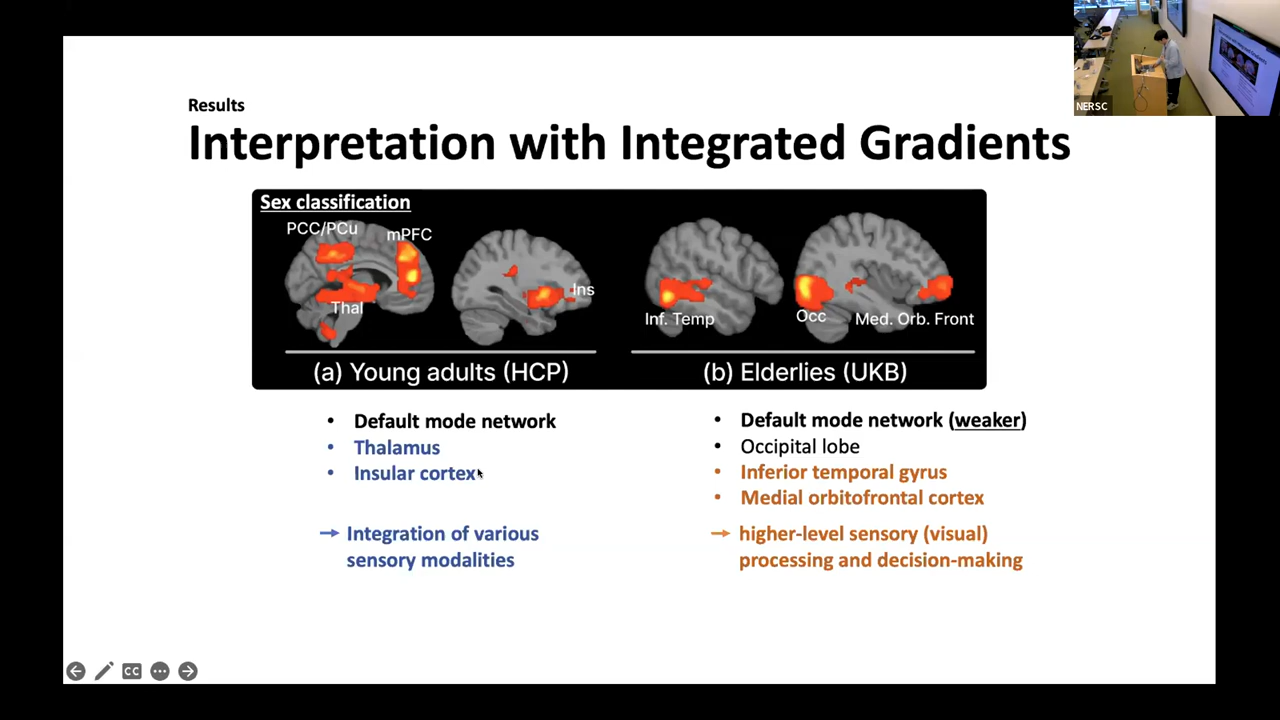 Results
Interpretation with Integrated Gradients
NERSC
Sex classification
PCC/PCu
mPFC
Thal
Ins
Inf. Temp
Occ
Med. Orb. Front
(a) Young adults (HCP)
(b) Elderlies (UKB)
• Default mode network
• Thalamus
• Insular cortex
→ Integration of various
sensory modalities
• Default mode network (weaker)
• Occipital lobe
• Inferior temporal gyrus
• Medial orbitofrontal cortex
→ higher-level sensory (visual)
processing and decision-making
CC